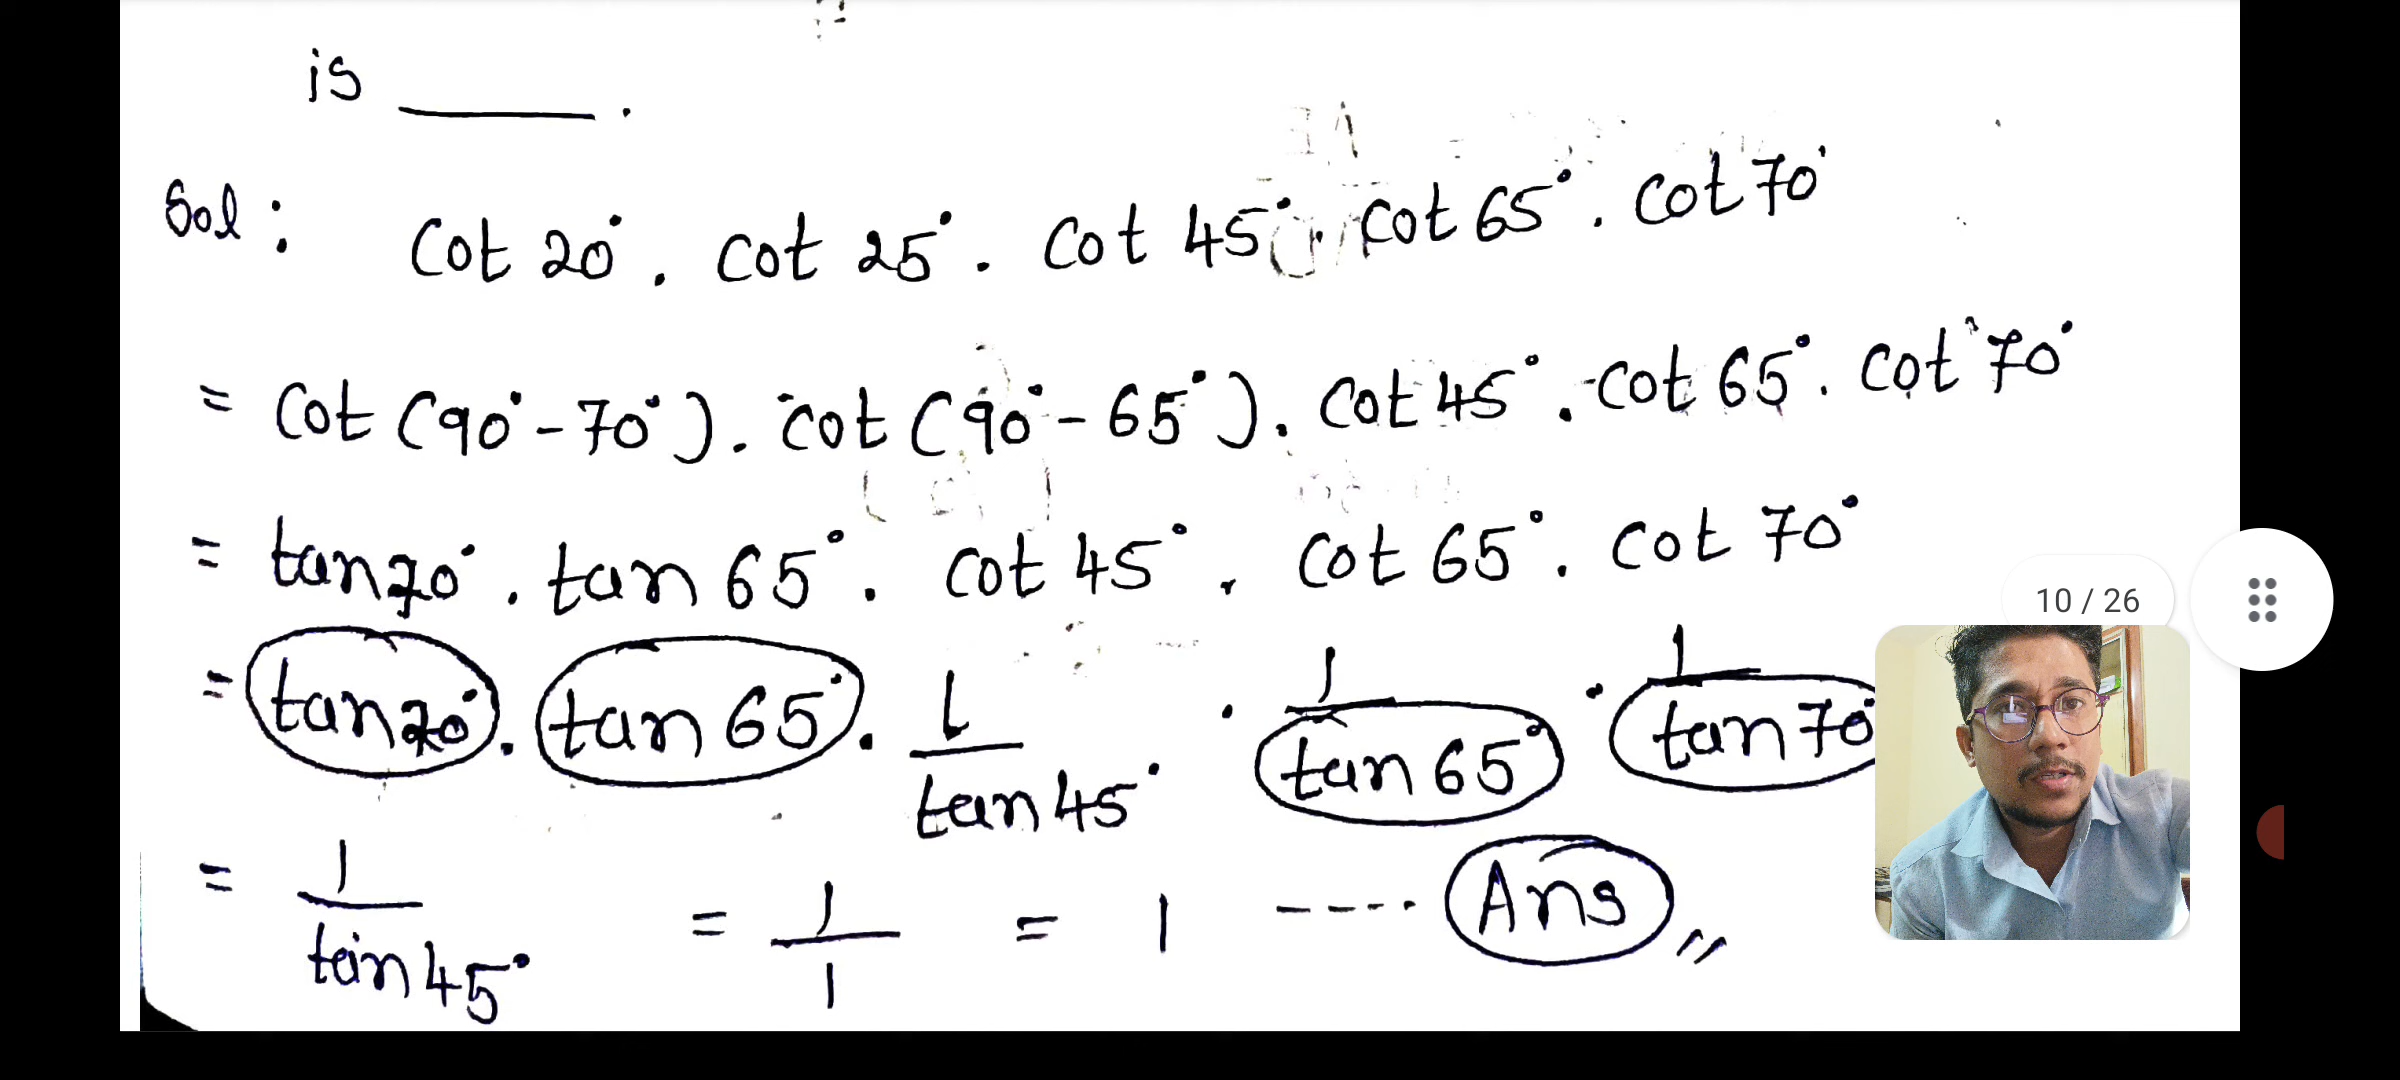 is ______.
Sol : cot 20° . cot 25° . cot 45° . cot 65° . cot 70°
= cot (90° - 70°) . cot (90° - 65°) . cot 45° . cot 65° . cot 70°
= tan 70° . tan 65° . cot 45° . cot 65° . cot 70°
= tan 70° . tan 65° . 1/tan 45° . 1/tan 65° . 1/tan 70°
= 1/tan 45° = 1/1 = 1 ---- Ans //
10 / 26